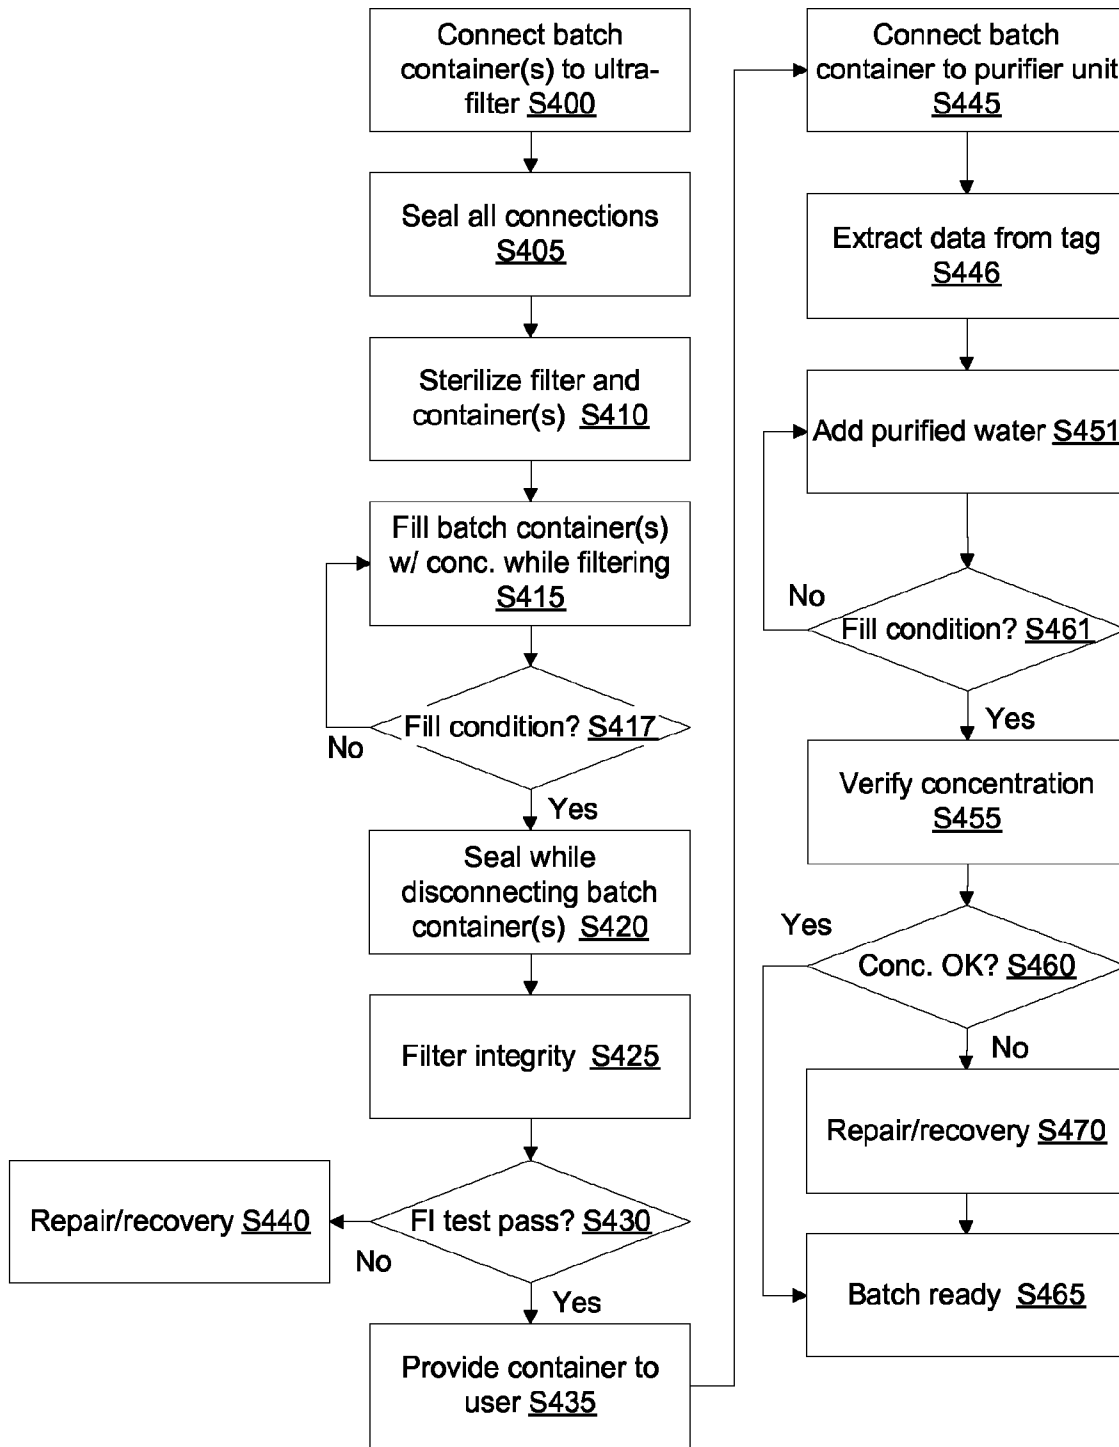 Connect batch
container(s) to ultra-
filter S400
Seal all connections
S405
Sterilize filter and
container(s) S410
Fill batch container(s)
w/ conc. while filtering
S415
Fill condition? S417
No
Yes
Seal while
disconnecting batch
container(s) S420
Filter integrity S425
FI test pass? S430
No
Repair/recovery S440
Yes
Provide container to
user S435
Connect batch
container to purifier unit
S445
Extract data from tag
S446
Add purified water S451
No
Fill condition? S461
Yes
Verify concentration
S455
Yes
Conc. OK? S460
No
Repair/recovery S470
Batch ready S465